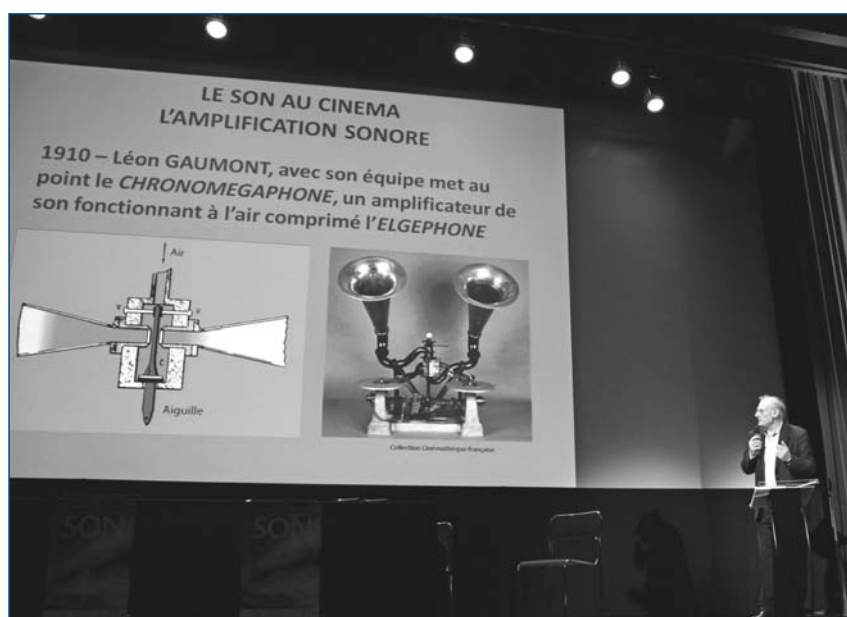 LE SON AU CINEMA
L'AMPLIFICATION SONORE
1910 – Léon GAUMONT, avec son équipe met au
point le CHRONOMEGAPHONE, un amplificateur de
son fonctionnant à l'air comprimé l'ELGEPHONE
Air
v
v
C
Aiguille
Collection Cinémathèque Française
SON
SON